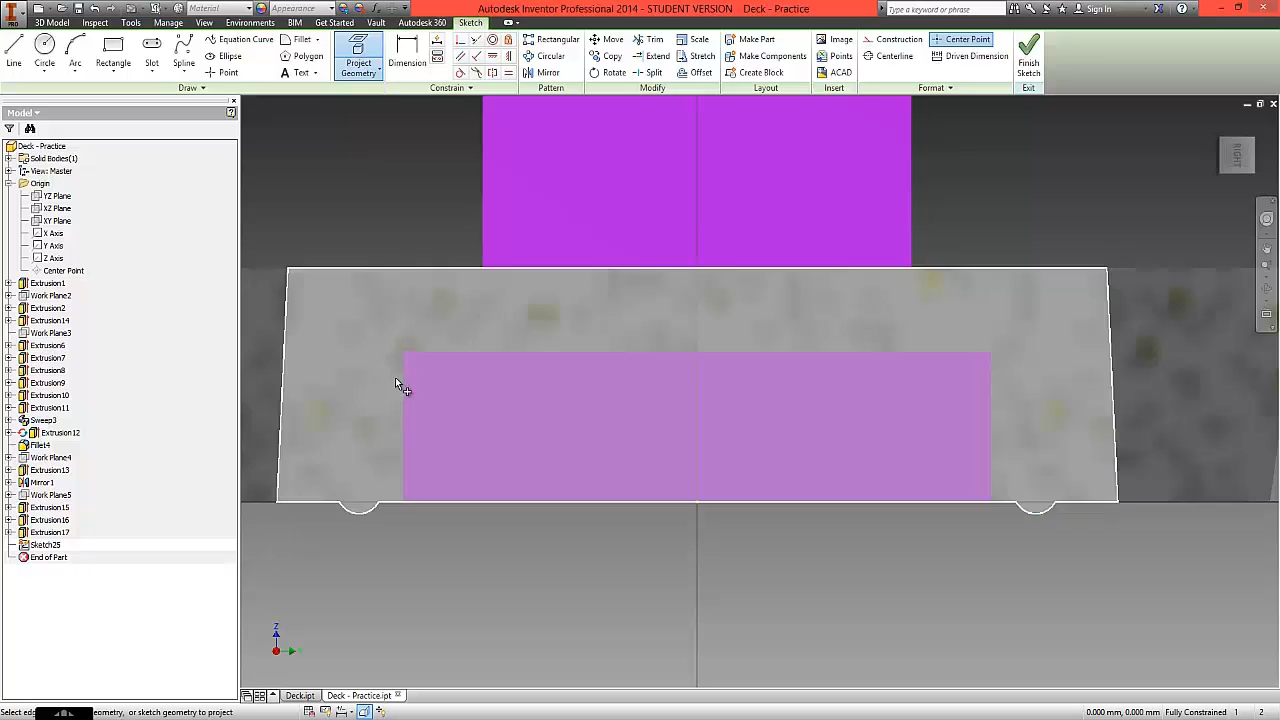 Material
Appearance
Autodesk Inventor Professional 2014 - STUDENT VERSION Deck - Practice
Type a keyword or phrase
Sign In
PRO
3D Model Inspect Tools Manage View Environments BIM Get Started Vault Autodesk 360 Sketch
Line
Circle
Arc
Rectangle
Slot
Spline
Equation Curve
Ellipse
Point
Fillet
Polygon
Text
Project Geometry
Dimension
Rectangular
Circular
Mirror
Move
Copy
Rotate
Trim
Extend
Split
Scale
Stretch
Offset
Make Part
Make Components
Create Block
Image
Points
ACAD
Construction
Centerline
Center Point
Driven Dimension
Finish Sketch
Draw
Constrain
Pattern
Modify
Layout
Insert
Format
Exit
Model
Deck - Practice
Solid Bodies(1)
View: Master
Origin
YZ Plane
XZ Plane
XY Plane
X Axis
Y Axis
Z Axis
Center Point
Extrusion1
Work Plane2
Extrusion2
Extrusion14
Work Plane3
Extrusion6
Extrusion7
Extrusion8
Extrusion9
Extrusion10
Extrusion11
Sweep3
Extrusion12
Fillet4
Work Plane4
Extrusion13
Mirror1
Work Plane5
Extrusion15
Extrusion16
Extrusion17
Sketch25
End of Part
RIGHT
Z
Deck.ipt
Deck - Practice.ipt
Select ed
eometry, or sketch geometry to project
0.000 mm, 0.000 mm
Fully Constrained
1
2